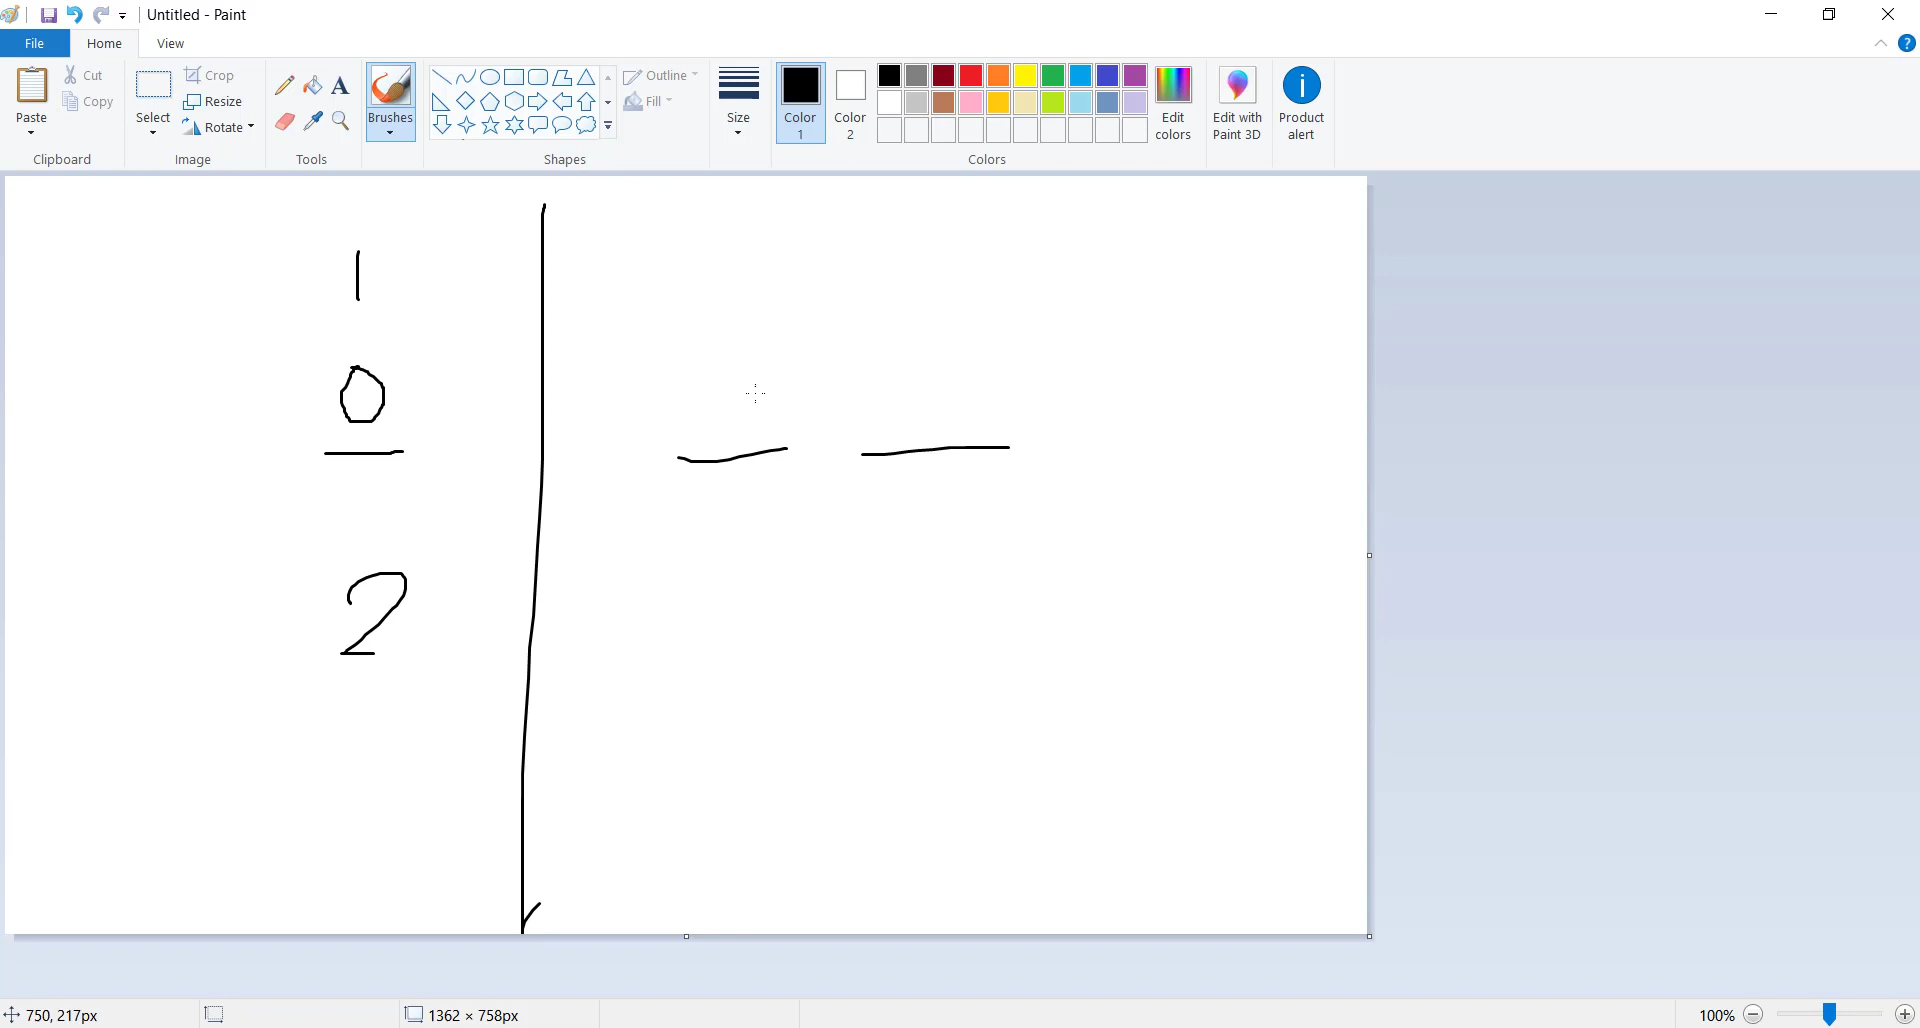 Untitled - Paint
File Home View
Paste
Cut
Copy
Clipboard
Select
Crop
Resize
Rotate
Image
Tools
Brushes
Outline
Fill
Shapes
Size
Color 1
Color 2
Edit colors
Colors
Edit with Paint 3D
Product alert
1
0
2
750, 217px
1362 × 758px
100%